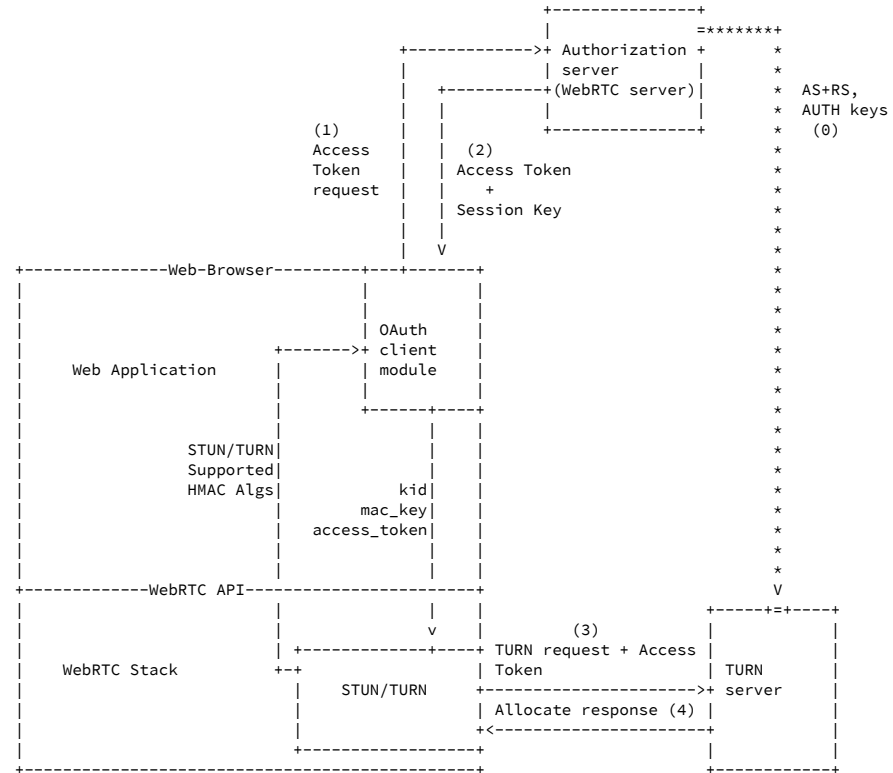 Authorization
server
(WebRTC server)
AS+RS,
AUTH keys
(0)
(1)
Access
Token
request
(2)
Access Token
+
Session Key
Web-Browser
OAuth
client
module
Web Application
STUN/TURN
Supported
HMAC Algs
kid
mac_key
access_token
WebRTC API
(3)
TURN request + Access
Token
WebRTC Stack
STUN/TURN
TURN
server
Allocate response (4)